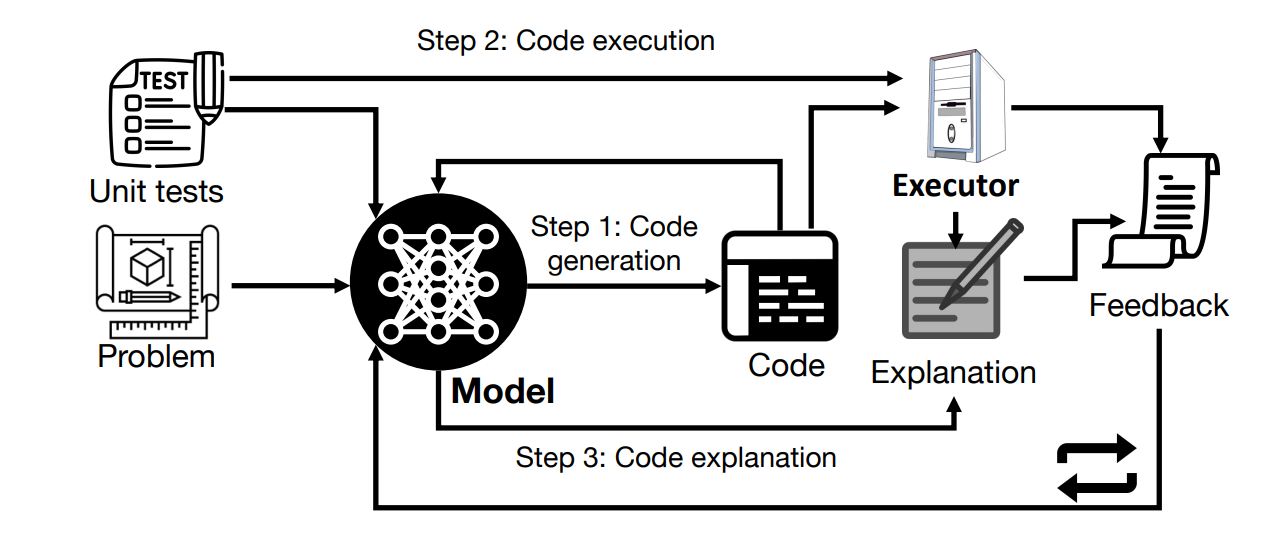 Step 2: Code execution
TEST
Unit tests
Executor
Step 1: Code
generation
Problem
Model
Code
Explanation
Feedback
Step 3: Code explanation